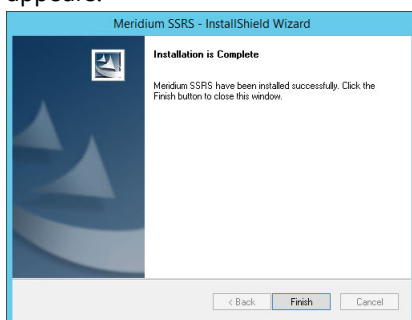 appears.
Meridium SSRS - InstallShield Wizard
Installation is Complete
Meridium SSRS have been installed successfully. Click the
Finish button to close this window.
< Back Finish Cancel